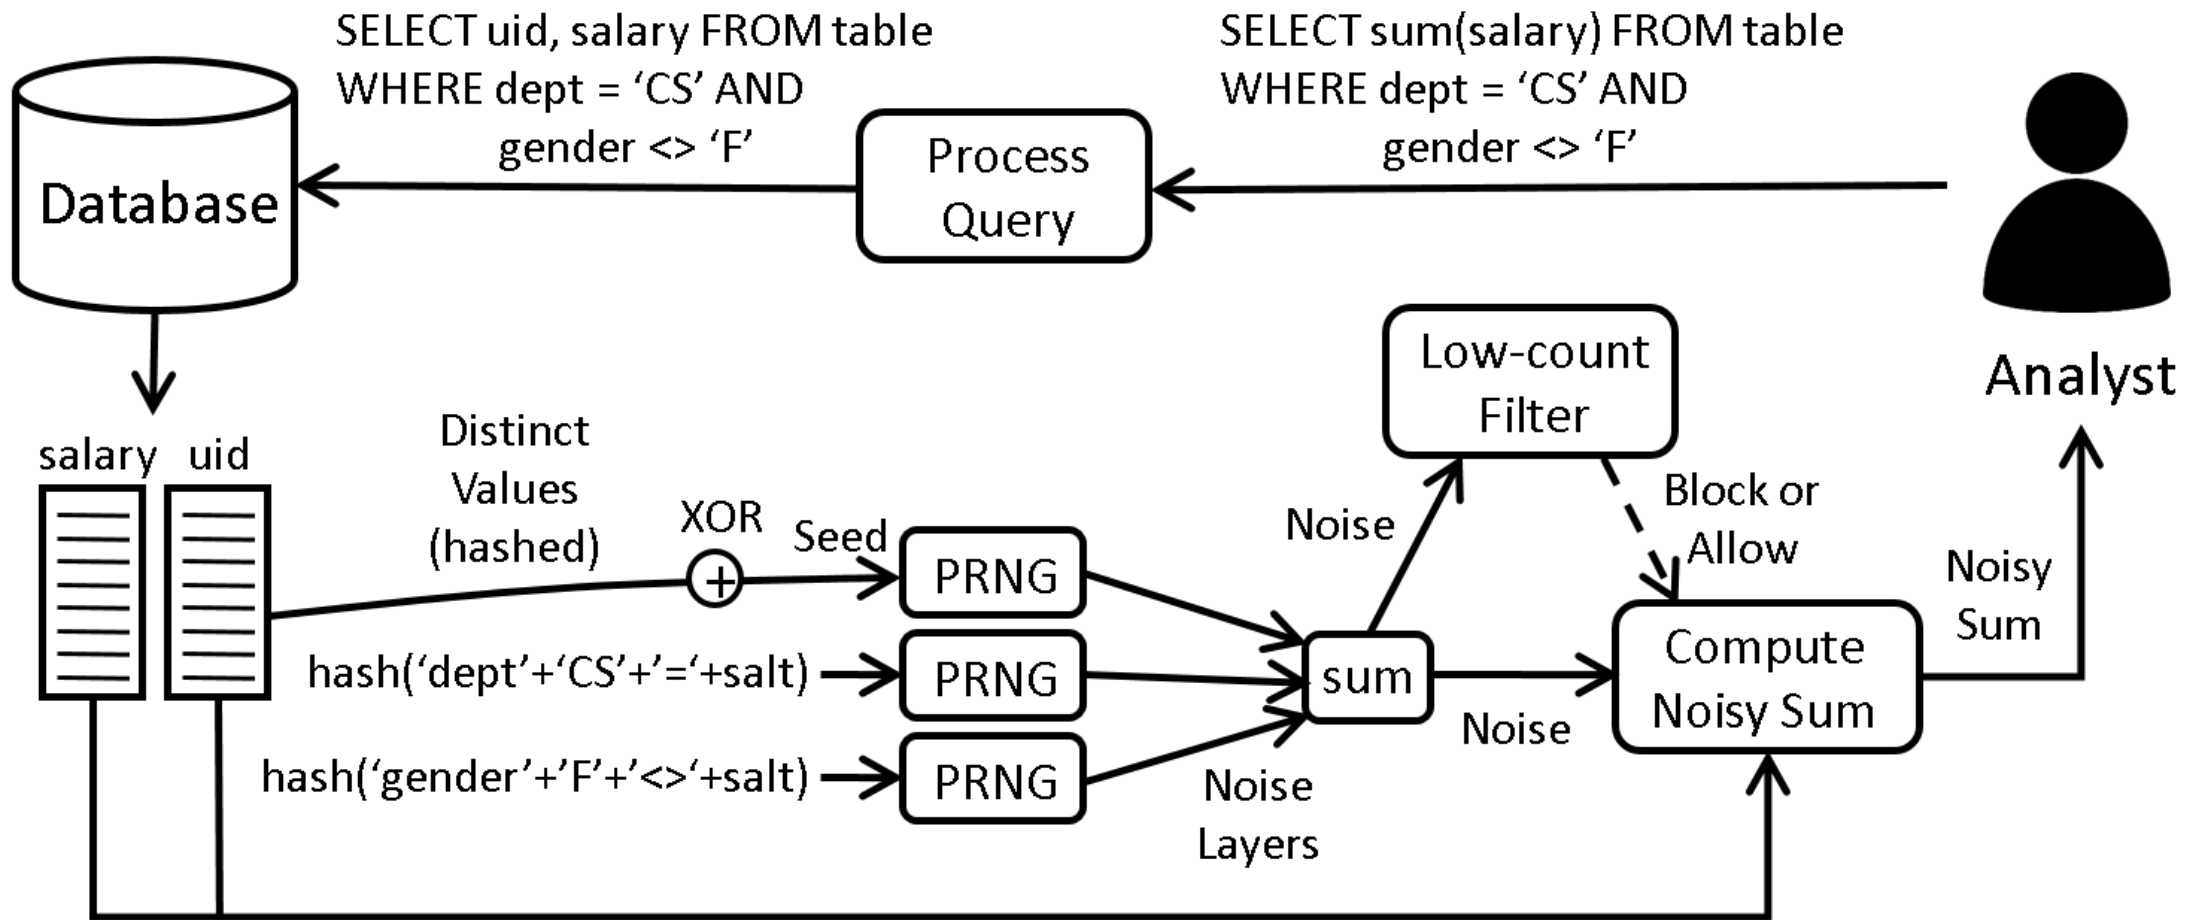 SELECT uid, salary FROM table
WHERE dept = ‘CS’ AND
gender <> ‘F’
SELECT sum(salary) FROM table
WHERE dept = ‘CS’ AND
gender <> ‘F’
Database
Process
Query
Analyst
Low-count
Filter
salary uid
Distinct
Values
(hashed)
XOR
+
Seed
PRNG
hash(‘dept’+‘CS’+’=‘+salt)
PRNG
hash(‘gender’+’F’+’<>‘+salt)
PRNG
Noise
Layers
sum
Noise
Noise
Block or
Allow
Compute
Noisy Sum
Noisy
Sum